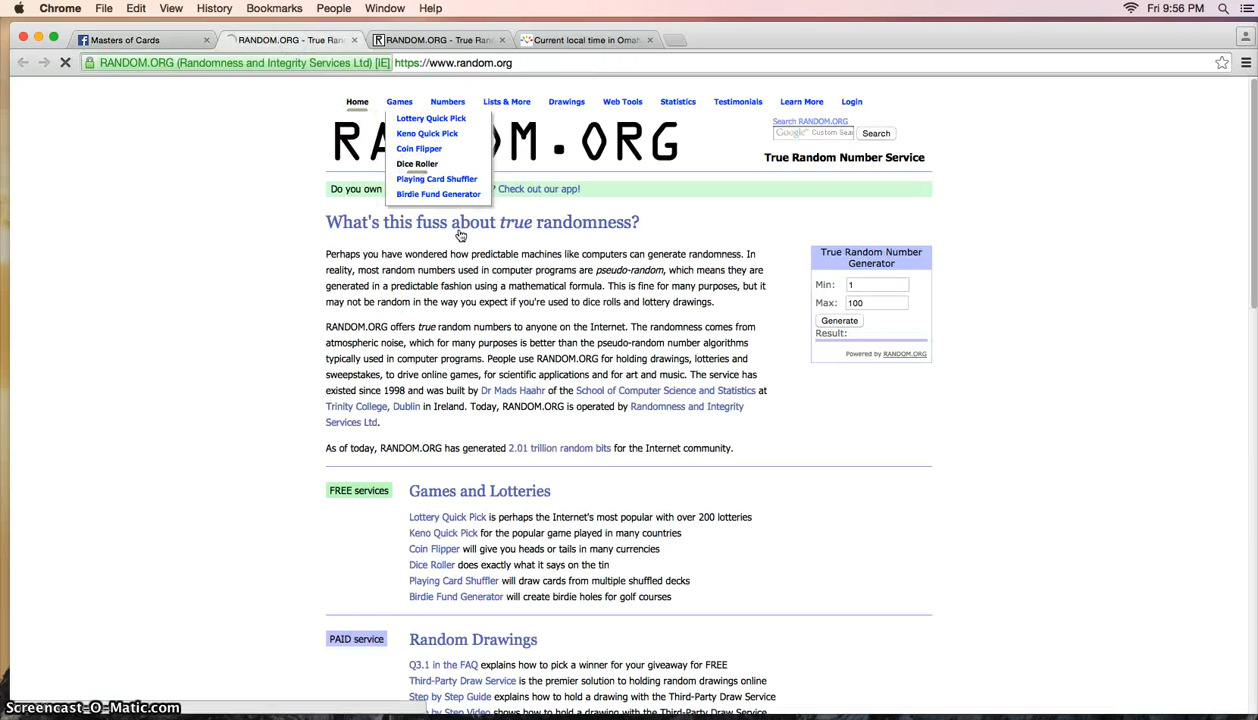 Chrome File Edit View History Bookmarks People Window Help Fri 9:56 PM
Masters of Cards RANDOM.ORG - True Ran RANDOM.ORG - True Ran Current local time in Omah
RANDOM.ORG (Randomness and Integrity Services Ltd) [IE] https://www.random.org
Home Games Numbers Lists & More Drawings Web Tools Statistics Testimonials Learn More Login
Lottery Quick Pick
Keno Quick Pick
Coin Flipper
Dice Roller
Playing Card Shuffler
Birdie Fund Generator
RA OM.ORG
Search RANDOM.ORG
Google Custom Sea Search
True Random Number Service
Do you own ? Check out our app!
What's this fuss about true randomness?
Perhaps you have wondered how predictable machines like computers can generate randomness. In
reality, most random numbers used in computer programs are pseudo-random, which means they are
generated in a predictable fashion using a mathematical formula. This is fine for many purposes, but it
may not be random in the way you expect if you're used to dice rolls and lottery drawings.
RANDOM.ORG offers true random numbers to anyone on the Internet. The randomness comes from
atmospheric noise, which for many purposes is better than the pseudo-random number algorithms
typically used in computer programs. People use RANDOM.ORG for holding drawings, lotteries and
sweepstakes, to drive online games, for scientific applications and for art and music. The service has
existed since 1998 and was built by Dr Mads Haahr of the School of Computer Science and Statistics at
Trinity College, Dublin in Ireland. Today, RANDOM.ORG is operated by Randomness and Integrity
Services Ltd.
As of today, RANDOM.ORG has generated 2.01 trillion random bits for the Internet community.
True Random Number
Generator
Min: 1
Max: 100
Generate
Result:
Powered by RANDOM.ORG
FREE services Games and Lotteries
Lottery Quick Pick is perhaps the Internet's most popular with over 200 lotteries
Keno Quick Pick for the popular game played in many countries
Coin Flipper will give you heads or tails in many currencies
Dice Roller does exactly what it says on the tin
Playing Card Shuffler will draw cards from multiple shuffled decks
Birdie Fund Generator will create birdie holes for golf courses
PAID service Random Drawings
Q3.1 in the FAQ explains how to pick a winner for your giveaway for FREE
Third-Party Draw Service is the premier solution to holding random drawings online
Step by Step Guide explains how to hold a drawing with the Third-Party Draw Service
Step by Step Video shows how to hold a drawing with the Third-Party Draw Service
Screencast-O-Matic.com